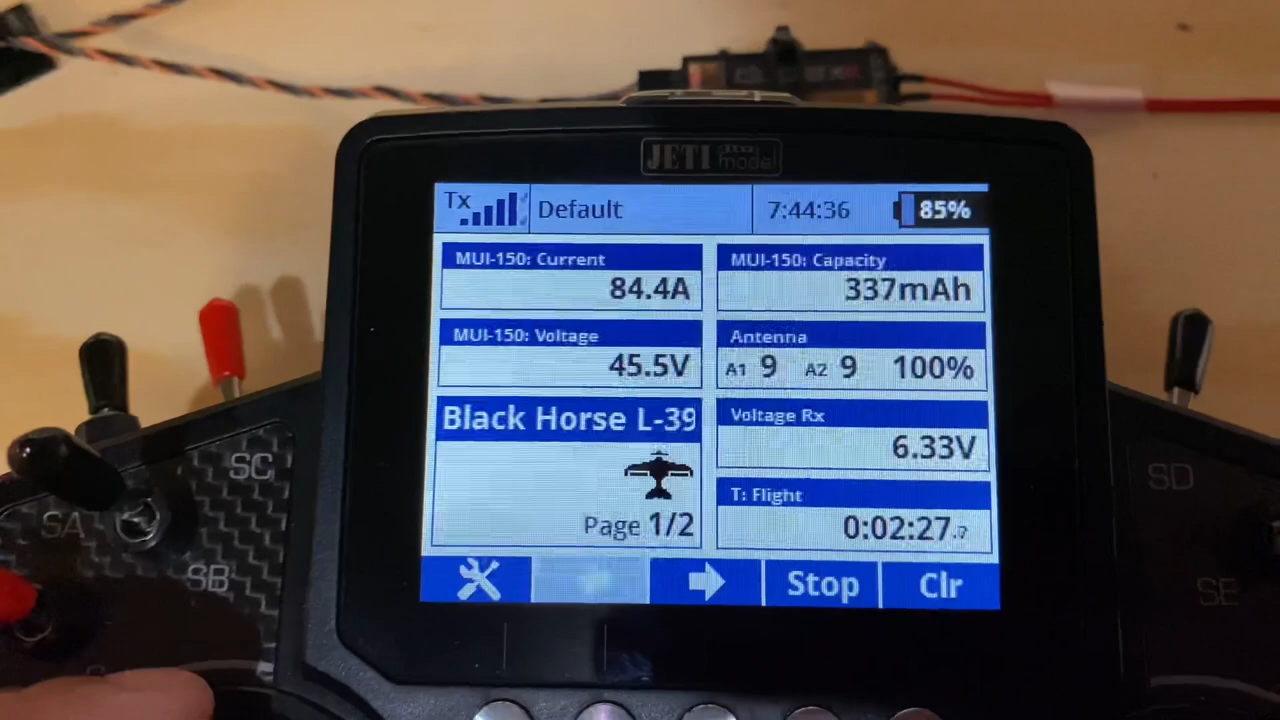 JETI model
Tx Default 7:44:36 85%
MUI-150: Current
84.4A
MUI-150: Capacity
337mAh
MUI-150: Voltage
45.5V
Antenna
A1 9 A2 9 100%
Black Horse L-39
Page 1/2
Voltage Rx
6.33V
T: Flight
0:02:27.
Stop Clr
SC
SA
SB
SD
SE